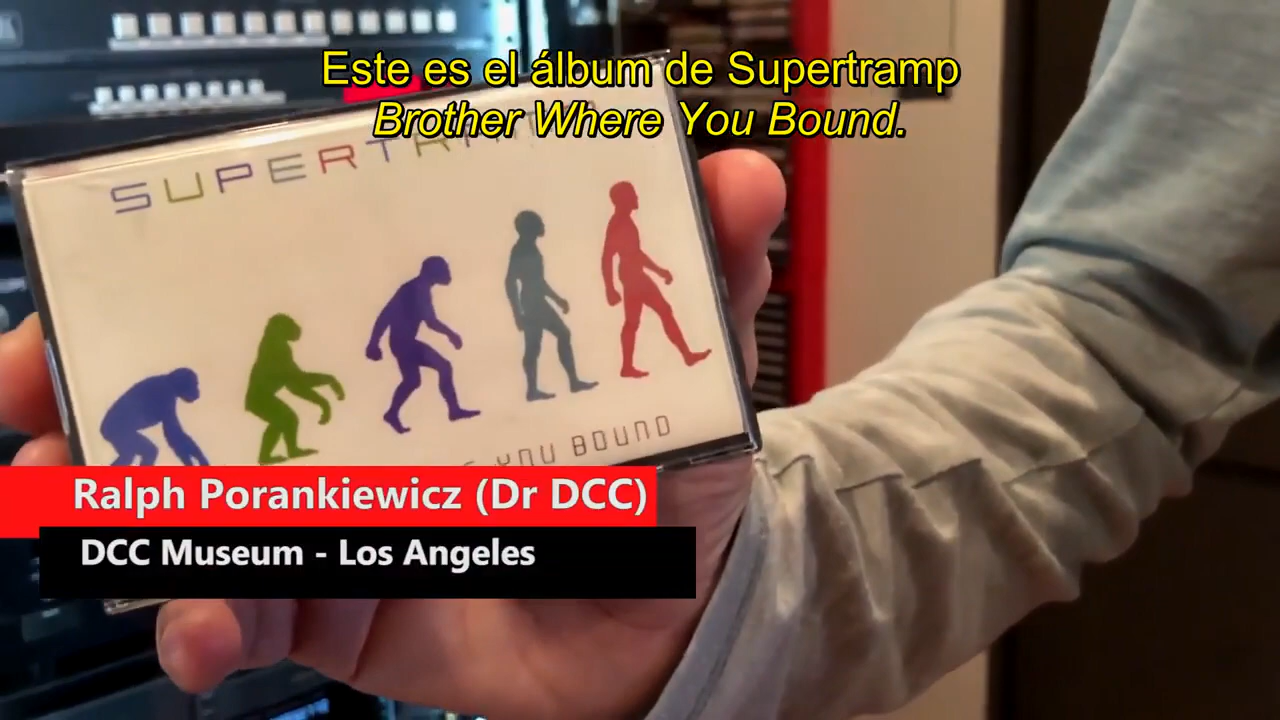 Este es el álbum de Supertramp
Brother Where You Bound.
SUPERTRAMP
YOU BOUND
Ralph Porankiewicz (Dr DCC)
DCC Museum - Los Angeles